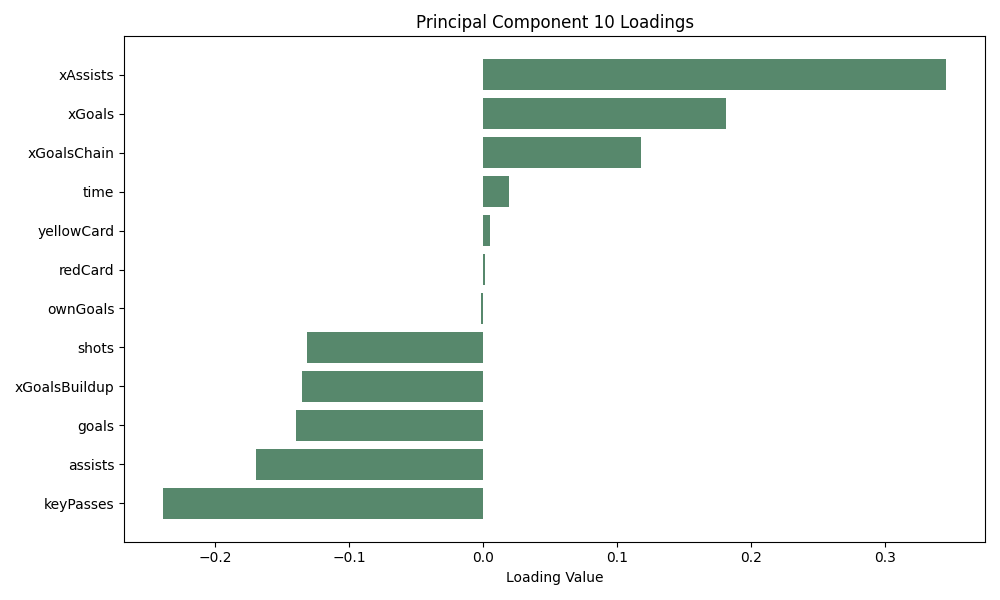 Principal Component 10 Loadings
xAssists
xGoals
xGoalsChain
time
yellowCard
redCard
ownGoals
shots
xGoalsBuildup
goals
assists
keyPasses
−0.2 −0.1 0.0 0.1 0.2 0.3
Loading Value